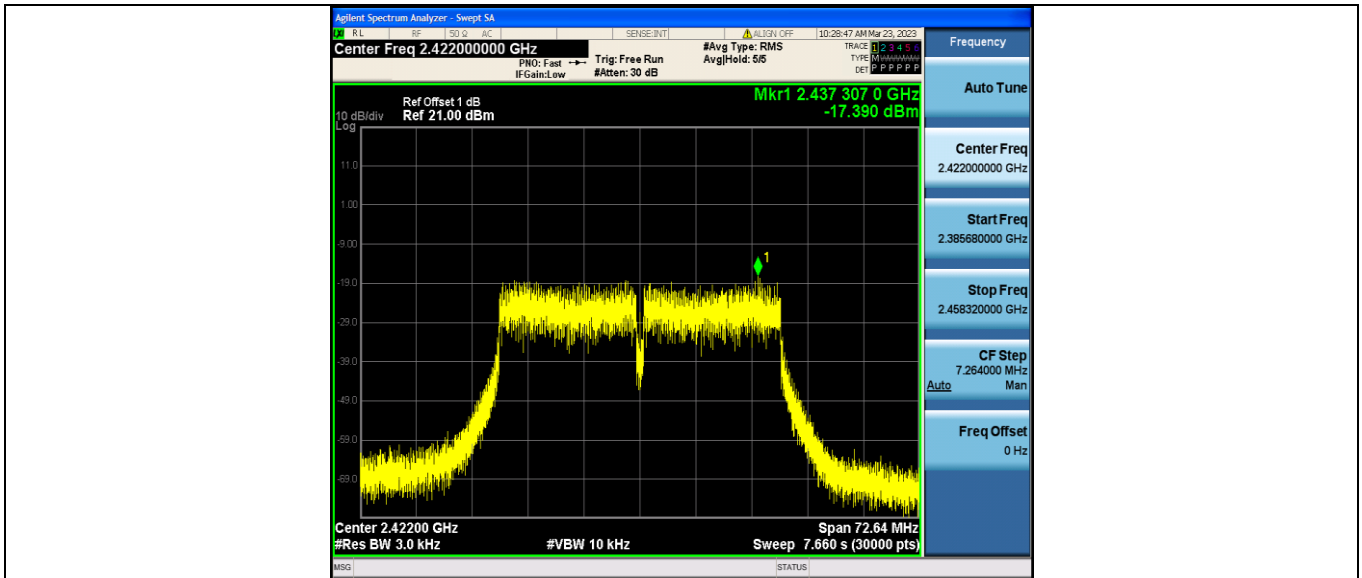 Agilent Spectrum Analyzer - Swept SA
RL RF 50 Ω AC SENSE:INT ALIGN OFF 10:28:47 AM Mar 23, 2023
Center Freq 2.422000000 GHz
PNO: Fast
IFGain:Low
Trig: Free Run
#Atten: 30 dB
#Avg Type: RMS
Avg|Hold: 5/5
TRACE 1 2 3 4 5 6
TYPE M
DET P P P P P P
Mkr1 2.437 307 0 GHz
-17.390 dBm
Ref Offset 1 dB
10 dB/div Ref 21.00 dBm
Log
11.0
1.00
-9.00
-19.0
-29.0
-39.0
-49.0
-59.0
-69.0
1
Center 2.42200 GHz Span 72.64 MHz
#Res BW 3.0 kHz #VBW 10 kHz Sweep 7.660 s (30000 pts)
MSG STATUS
Frequency
Auto Tune
Center Freq
2.422000000 GHz
Start Freq
2.385680000 GHz
Stop Freq
2.458320000 GHz
CF Step
7.264000 MHz
Auto Man
Freq Offset
0 Hz